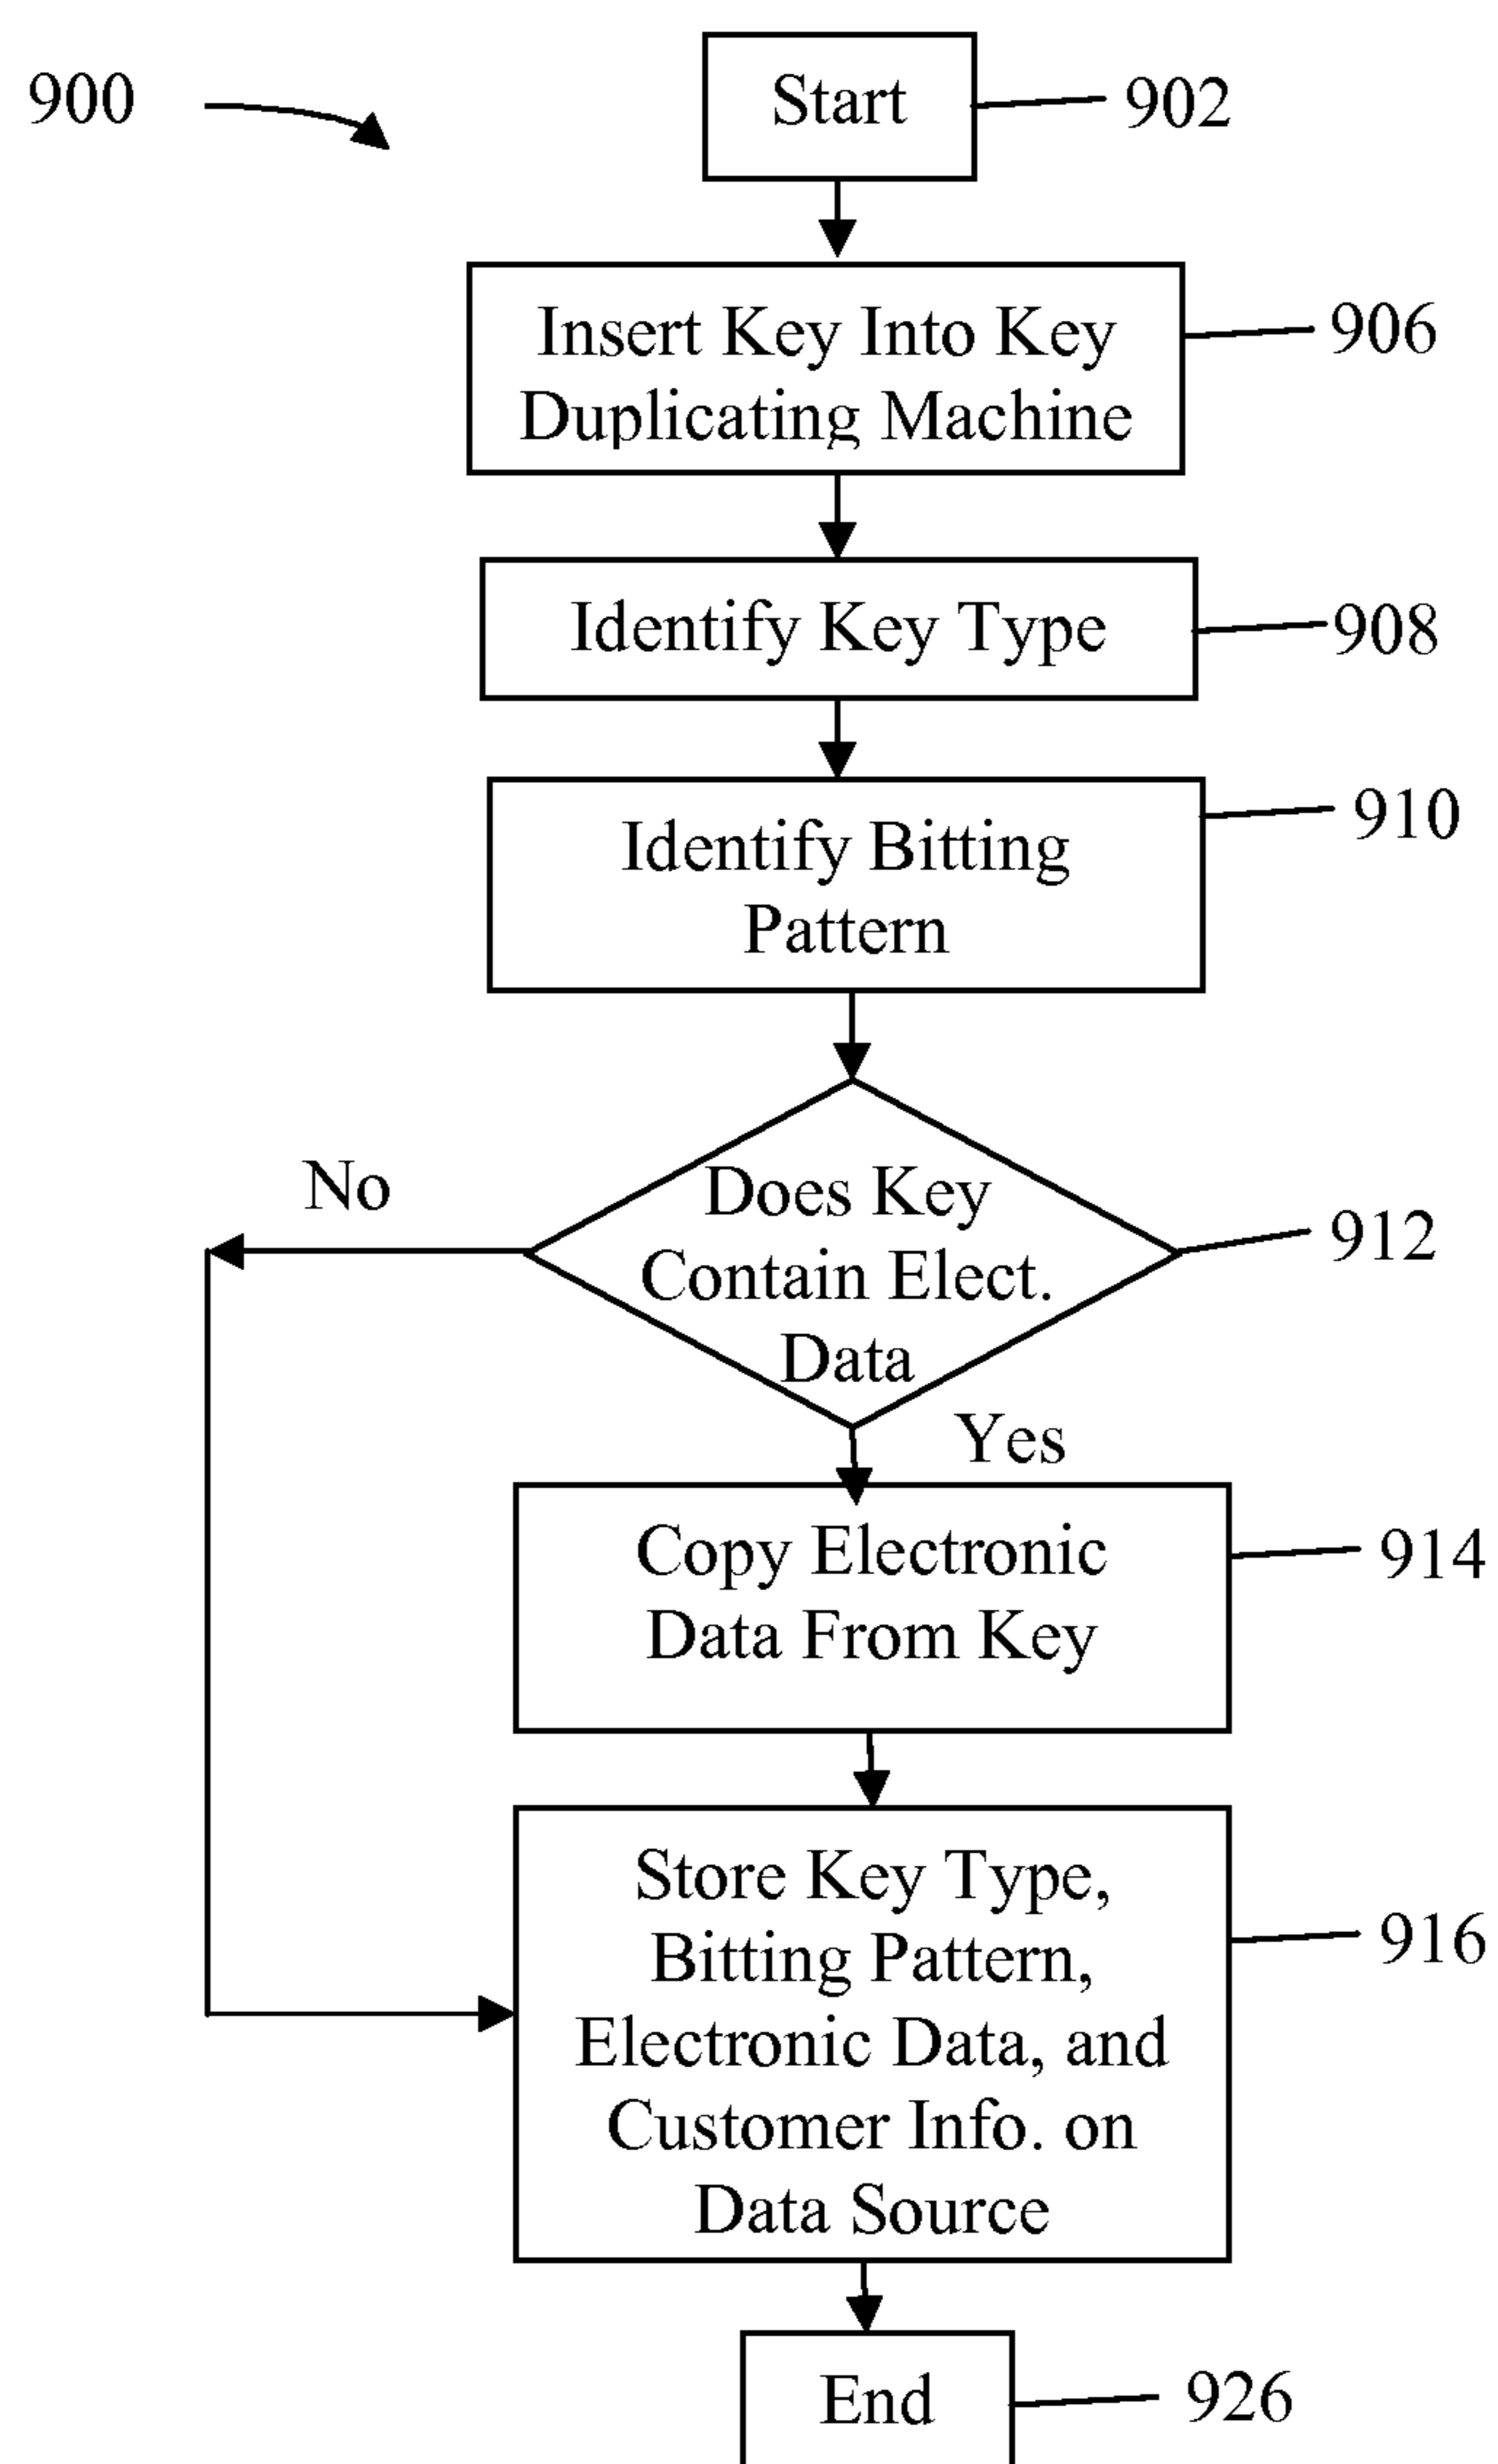 900
Start
902
Insert Key Into Key
Duplicating Machine
906
Identify Key Type
908
Identify Bitting
Pattern
910
No
Does Key
Contain Elect.
Data
912
Yes
Copy Electronic
Data From Key
914
Store Key Type,
Bitting Pattern,
Electronic Data, and
Customer Info. on
Data Source
916
End
926